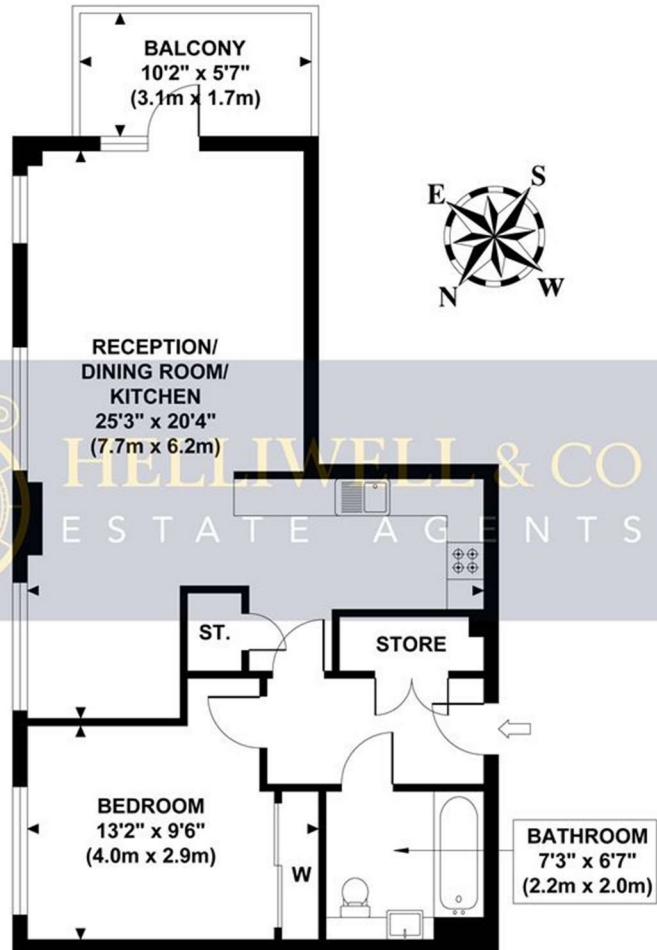 BALCONY
10'2" x 5'7"
(3.1m x 1.7m)
E
S
N
W
RECEPTION/
DINING ROOM/
KITCHEN
25'3" x 20'4"
(7.7m x 6.2m)
HELLIWELL & CO
ESTATE AGENTS
ST.
STORE
BEDROOM
13'2" x 9'6"
(4.0m x 2.9m)
W
BATHROOM
7'3" x 6'7"
(2.2m x 2.0m)